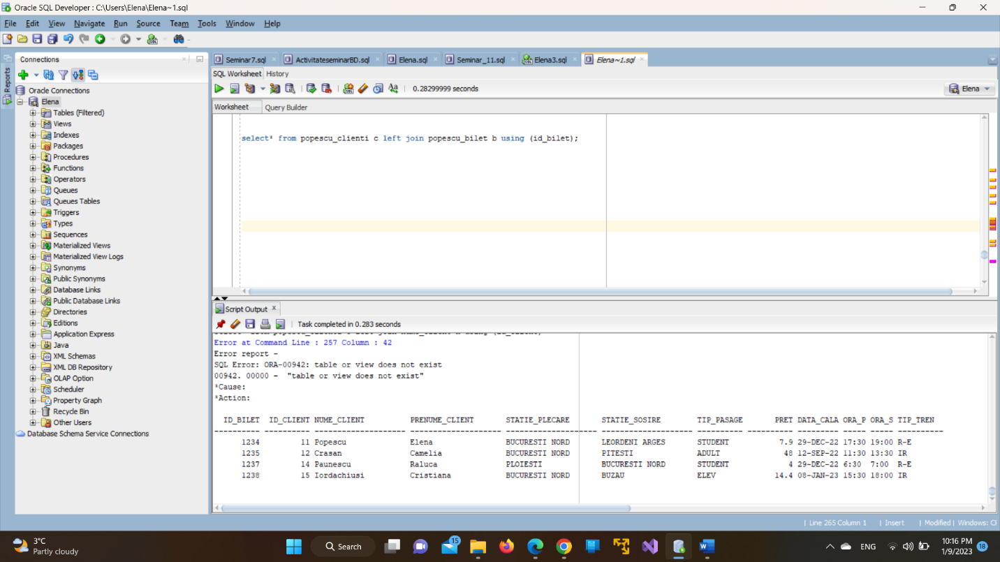 Oracle SQL Developer : C:\Users\Elena\Elena~1.sql
File Edit View Navigate Run Source Team Tools Window Help
Connections
Reports
Oracle Connections
Elena
Tables (Filtered)
Views
Indexes
Packages
Procedures
Functions
Operators
Queues
Queues Tables
Triggers
Types
Sequences
Materialized Views
Materialized View Logs
Synonyms
Public Synonyms
Database Links
Public Database Links
Directories
Editions
Application Express
Java
XML Schemas
XML DB Repository
OLAP Option
Scheduler
Property Graph
Recycle Bin
Other Users
Database Schema Service Connections
Seminar7.sql ActivitateseminarBD.sql Elena.sql Seminar_11.sql Elena3.sql Elena~1.sql
SQL Worksheet History
0.28299999 seconds
Elena
Worksheet Query Builder
select* from popescu_clienti c left join popescu_bilet b using (id_bilet);
Script Output
Task completed in 0.283 seconds
Error at Command Line : 257 Column : 42
Error report -
SQL Error: ORA-00942: table or view does not exist
00942. 00000 - "table or view does not exist"
*Cause:
*Action:
ID_BILET ID_CLIENT NUME_CLIENT PRENUME_CLIENT STATIE_PLECARE STATIE_SOSIRE TIP_PASAGE PRET DATA_CALA ORA_P ORA_S TIP_TREN
1234 11 Popescu Elena BUCURESTI NORD LEORDENI ARGES STUDENT 7.9 29-DEC-22 17:30 19:00 R-E
1235 12 Crasan Camelia BUCURESTI NORD PITESTI ADULT 48 12-SEP-22 11:30 13:30 IR
1237 14 Paunescu Raluca PLOIESTI BUCURESTI NORD STUDENT 4 29-DEC-22 6:30 7:00 R-E
1238 15 Iordachiusi Cristiana BUCURESTI NORD BUZAU ELEV 14.4 08-JAN-23 15:30 18:00 IR
Line 265 Column 1 | Insert | Modified | Windows: C
3°C
Partly cloudy
Search
15
ENG
10:16 PM
1/9/2023
18